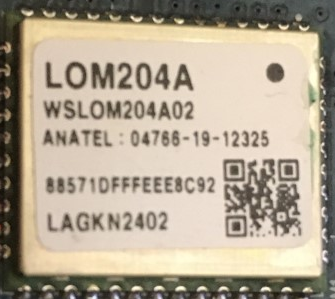 LOM204A
WSLOM204A02
ANATEL : 04766-19-12325
88571DFFFEEE8C92
LAGKN2402